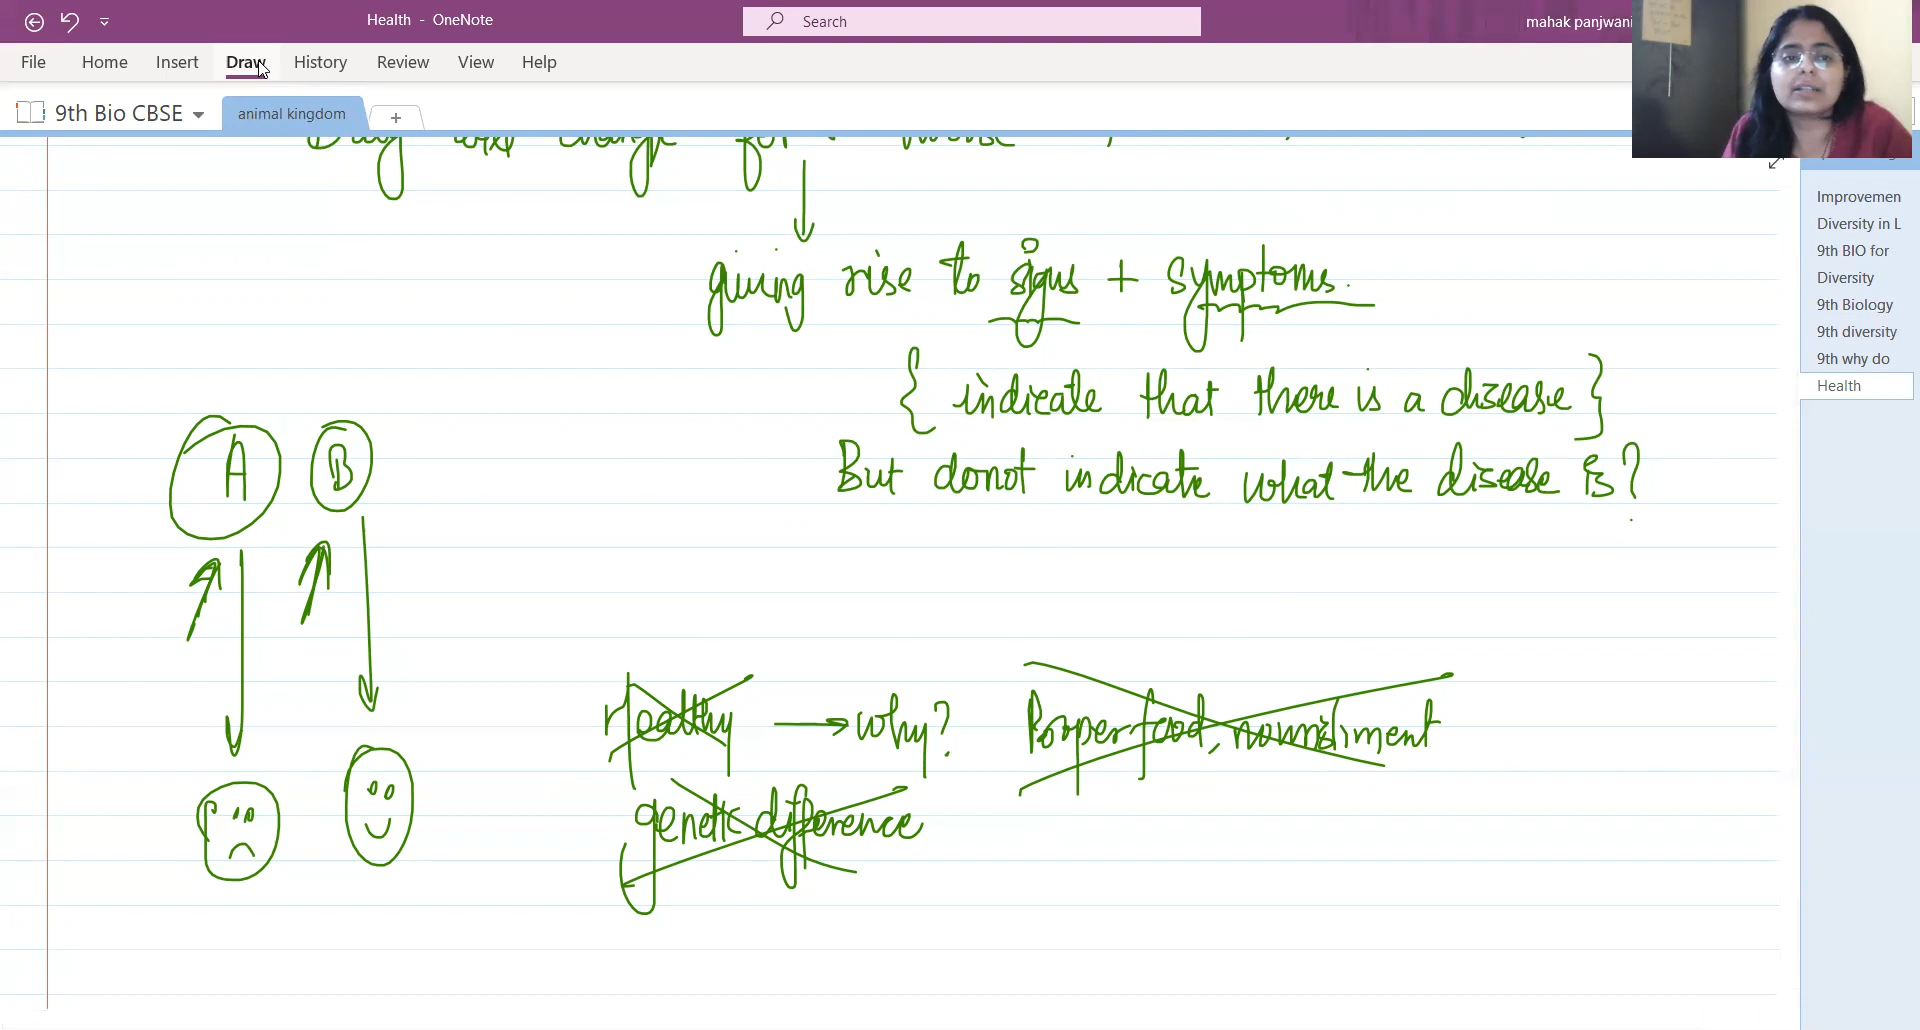 Health - OneNote
Search
mahak panjwani
File Home Insert Draw History Review View Help
9th Bio CBSE
animal kingdom
+
change for
giving rise to signs + symptoms.
{ indicate that there is a disease }
But donot indicate what the disease is?
A B
Healthy → why? Proper food, nourishment
genetic difference
Improvemen
Diversity in L
9th BIO for
Diversity
9th Biology
9th diversity
9th why do
Health